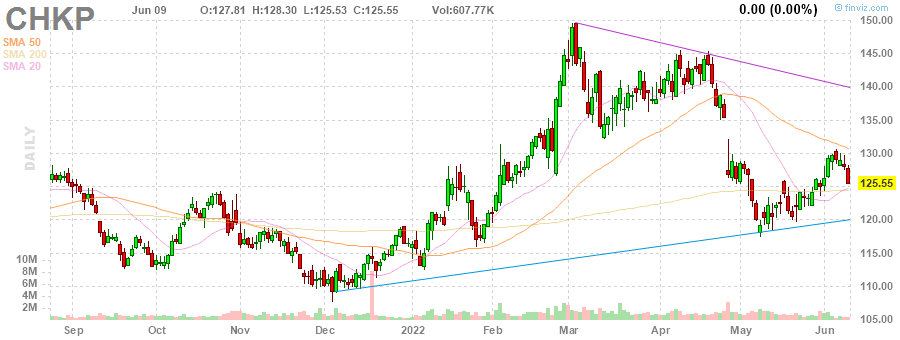 CHKP Jun 09 O:127.81 H:128.30 L:125.53 C:125.55 Vol:607.77K 0.00 (0.00%) finviz.com
SMA 50
SMA 200
SMA 20
DAILY
150.00
145.00
140.00
135.00
130.00
125.55
120.00
115.00
110.00
105.00
10M
8M
6M
4M
2M
Sep Oct Nov Dec 2022 Feb Mar Apr May Jun